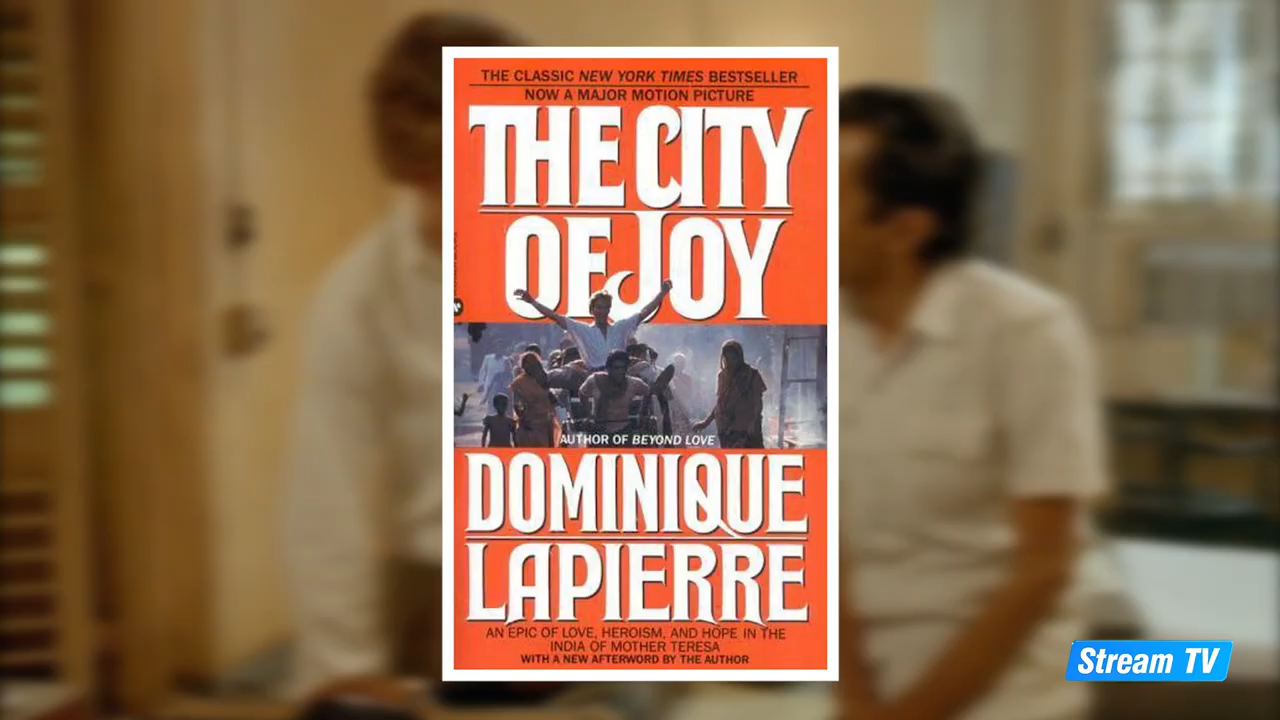 THE CLASSIC NEW YORK TIMES BESTSELLER
NOW A MAJOR MOTION PICTURE
THE CITY
OF JOY
AUTHOR OF BEYOND LOVE
DOMINIQUE
LAPIERRE
AN EPIC OF LOVE, HEROISM, AND HOPE IN THE
INDIA OF MOTHER TERESA
WITH A NEW AFTERWORD BY THE AUTHOR
Stream TV